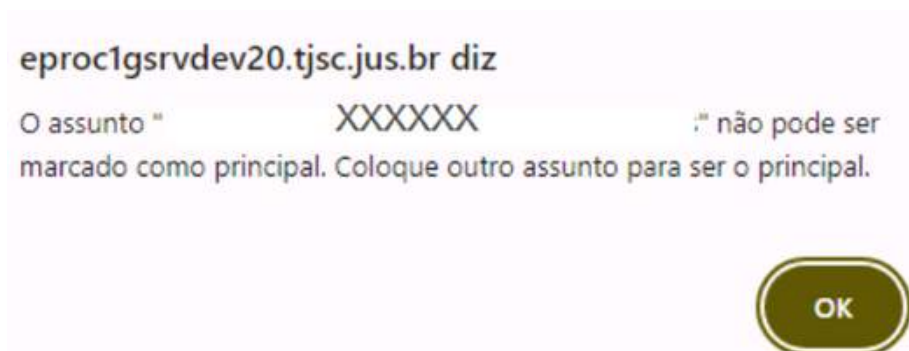 eproc1gsrvdev20.tjsc.jus.br diz
O assunto " XXXXXX :" não pode ser
marcado como principal. Coloque outro assunto para ser o principal.
OK